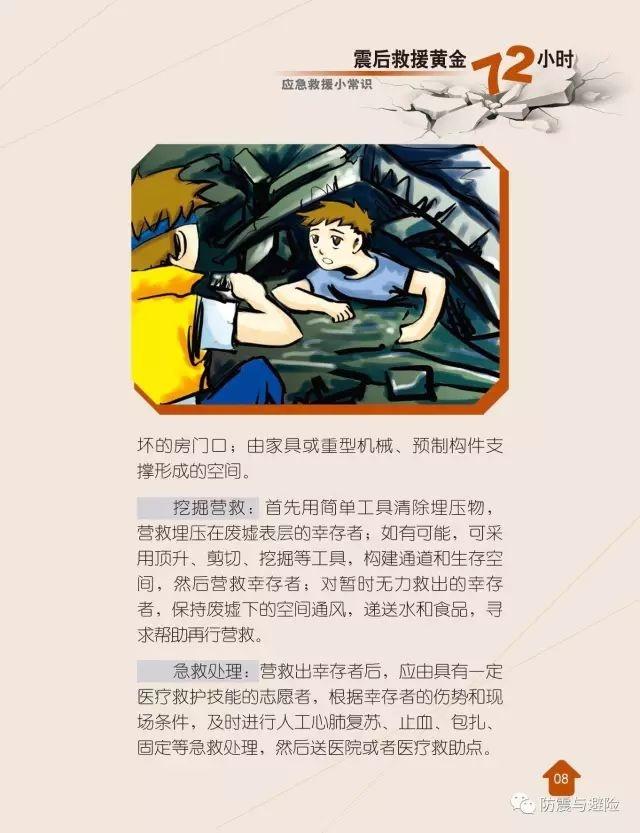 震后救援黄金72小时
应急救援小常识
坏的房门口；由家具或重型机械、预制构件支
撑形成的空间。
挖掘营救：首先用简单工具清除埋压物，
营救埋压在废墟表层的幸存者；如有可能，可采
用顶升、剪切、挖掘等工具，构建通道和生存空
间，然后营救幸存者；对暂时无力救出的幸存
者，保持废墟下的空间通风，递送水和食品，寻
求帮助再行营救。
急救处理：营救出幸存者后，应由具有一定
医疗救护技能的志愿者，根据幸存者的伤势和现
场条件，及时进行人工心肺复苏、止血、包扎、
固定等急救处理，然后送医院或者医疗救助点。
08
防震与避险